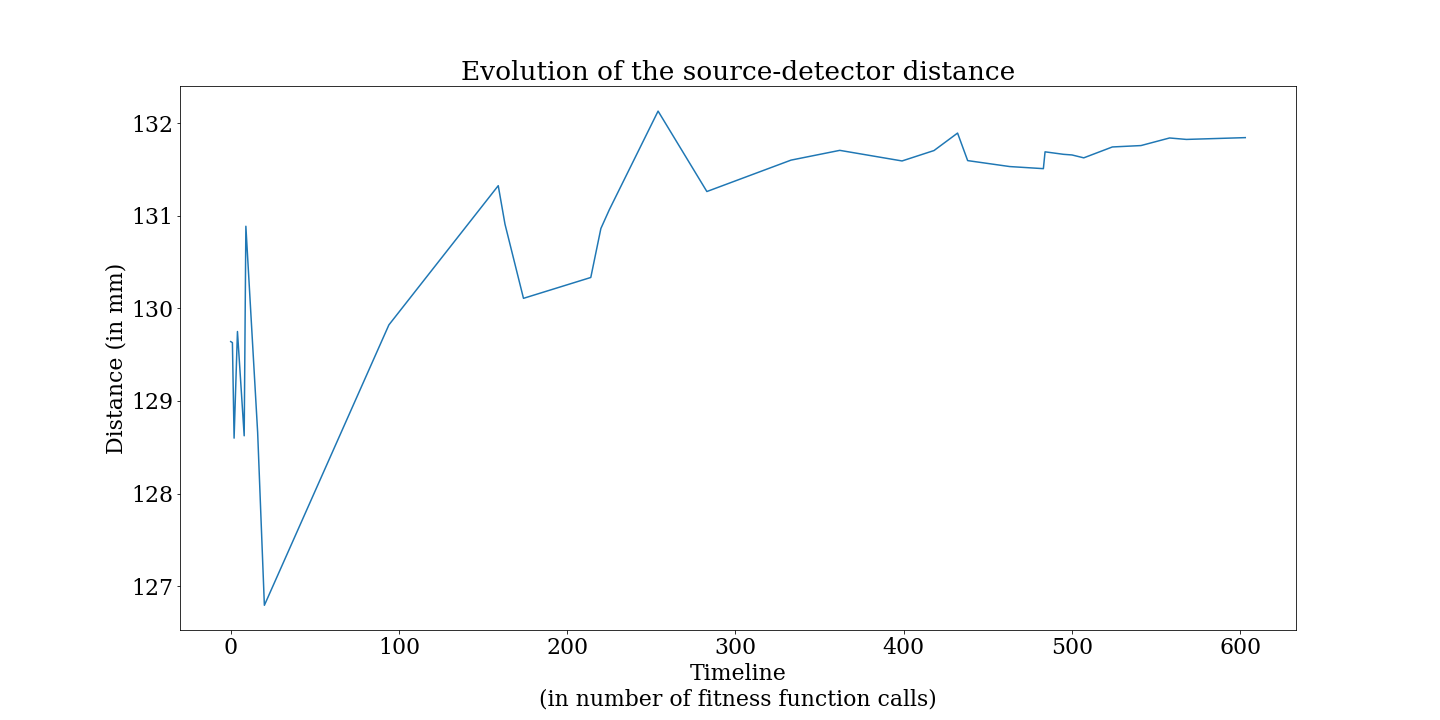 Evolution of the source-detector distance
132
131
130
129
128
127
Distance (in mm)
0 100 200 300 400 500 600
Timeline
(in number of fitness function calls)